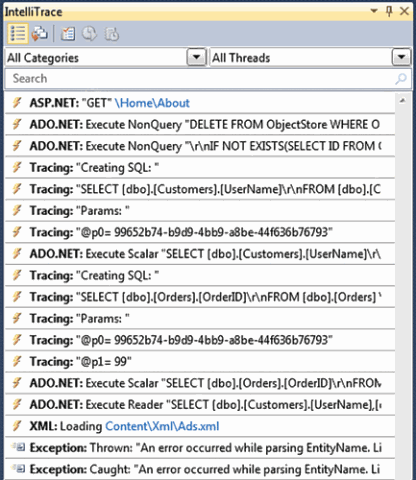 IntelliTrace
All Categories All Threads
Search
ASP.NET: "GET" \Home\About
ADO.NET: Execute NonQuery "DELETE FROM ObjectStore WHERE O
ADO.NET: Execute NonQuery "\r\nIF NOT EXISTS(SELECT ID FROM
Tracing: "Creating SQL: "
Tracing: "SELECT [dbo].[Customers].[UserName]\r\nFROM [dbo].[C
Tracing: "Params: "
Tracing: "@p0= 99652b74-b9d9-4bb9-a8be-44f636b76793"
ADO.NET: Execute Scalar "SELECT [dbo].[Customers].[UserName]\r\
Tracing: "Creating SQL: "
Tracing: "SELECT [dbo].[Orders].[OrderID]\r\nFROM [dbo].[Orders]
Tracing: "Params: "
Tracing: "@p0= 99652b74-b9d9-4bb9-a8be-44f636b76793"
Tracing: "@p1= 99"
ADO.NET: Execute Scalar "SELECT [dbo].[Orders].[OrderID]\r\nFROM
ADO.NET: Execute Reader "SELECT [dbo].[Customers].[UserName],[
XML: Loading Content\Xml\Ads.xml
Exception: Thrown: "An error occurred while parsing EntityName. Li
Exception: Caught: "An error occurred while parsing EntityName. Li